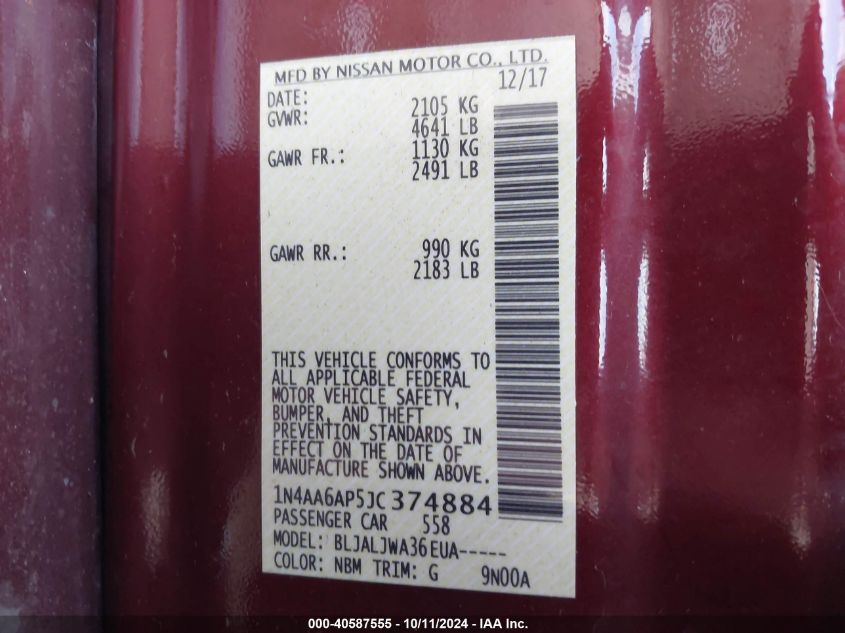 MFD BY NISSAN MOTOR CO., LTD.
DATE: 12/17
GVWR: 2105 KG
4641 LB
GAWR FR.: 1130 KG
2491 LB
GAWR RR.: 990 KG
2183 LB
THIS VEHICLE CONFORMS TO
ALL APPLICABLE FEDERAL
MOTOR VEHICLE SAFETY,
BUMPER, AND THEFT
PREVENTION STANDARDS IN
EFFECT ON THE DATE OF
MANUFACTURE SHOWN ABOVE.
1N4AA6AP5JC374884
PASSENGER CAR 558
MODEL: BLJALJWA36EUA-----
COLOR: NBM TRIM: G 9N00A
000-40587555 - 10/11/2024 - IAA Inc.